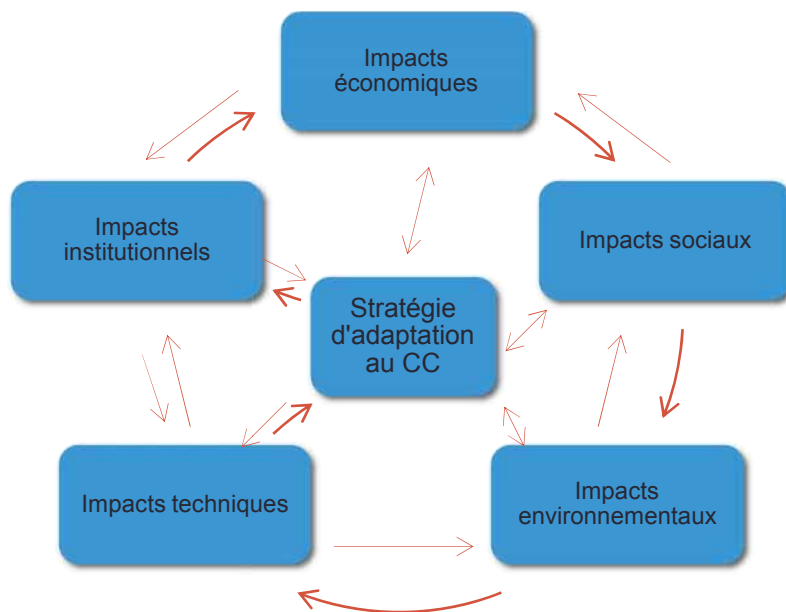 Impacts
économiques
Impacts
institutionnels
Impacts sociaux
Stratégie
d'adaptation
au CC
Impacts techniques
Impacts
environnementaux